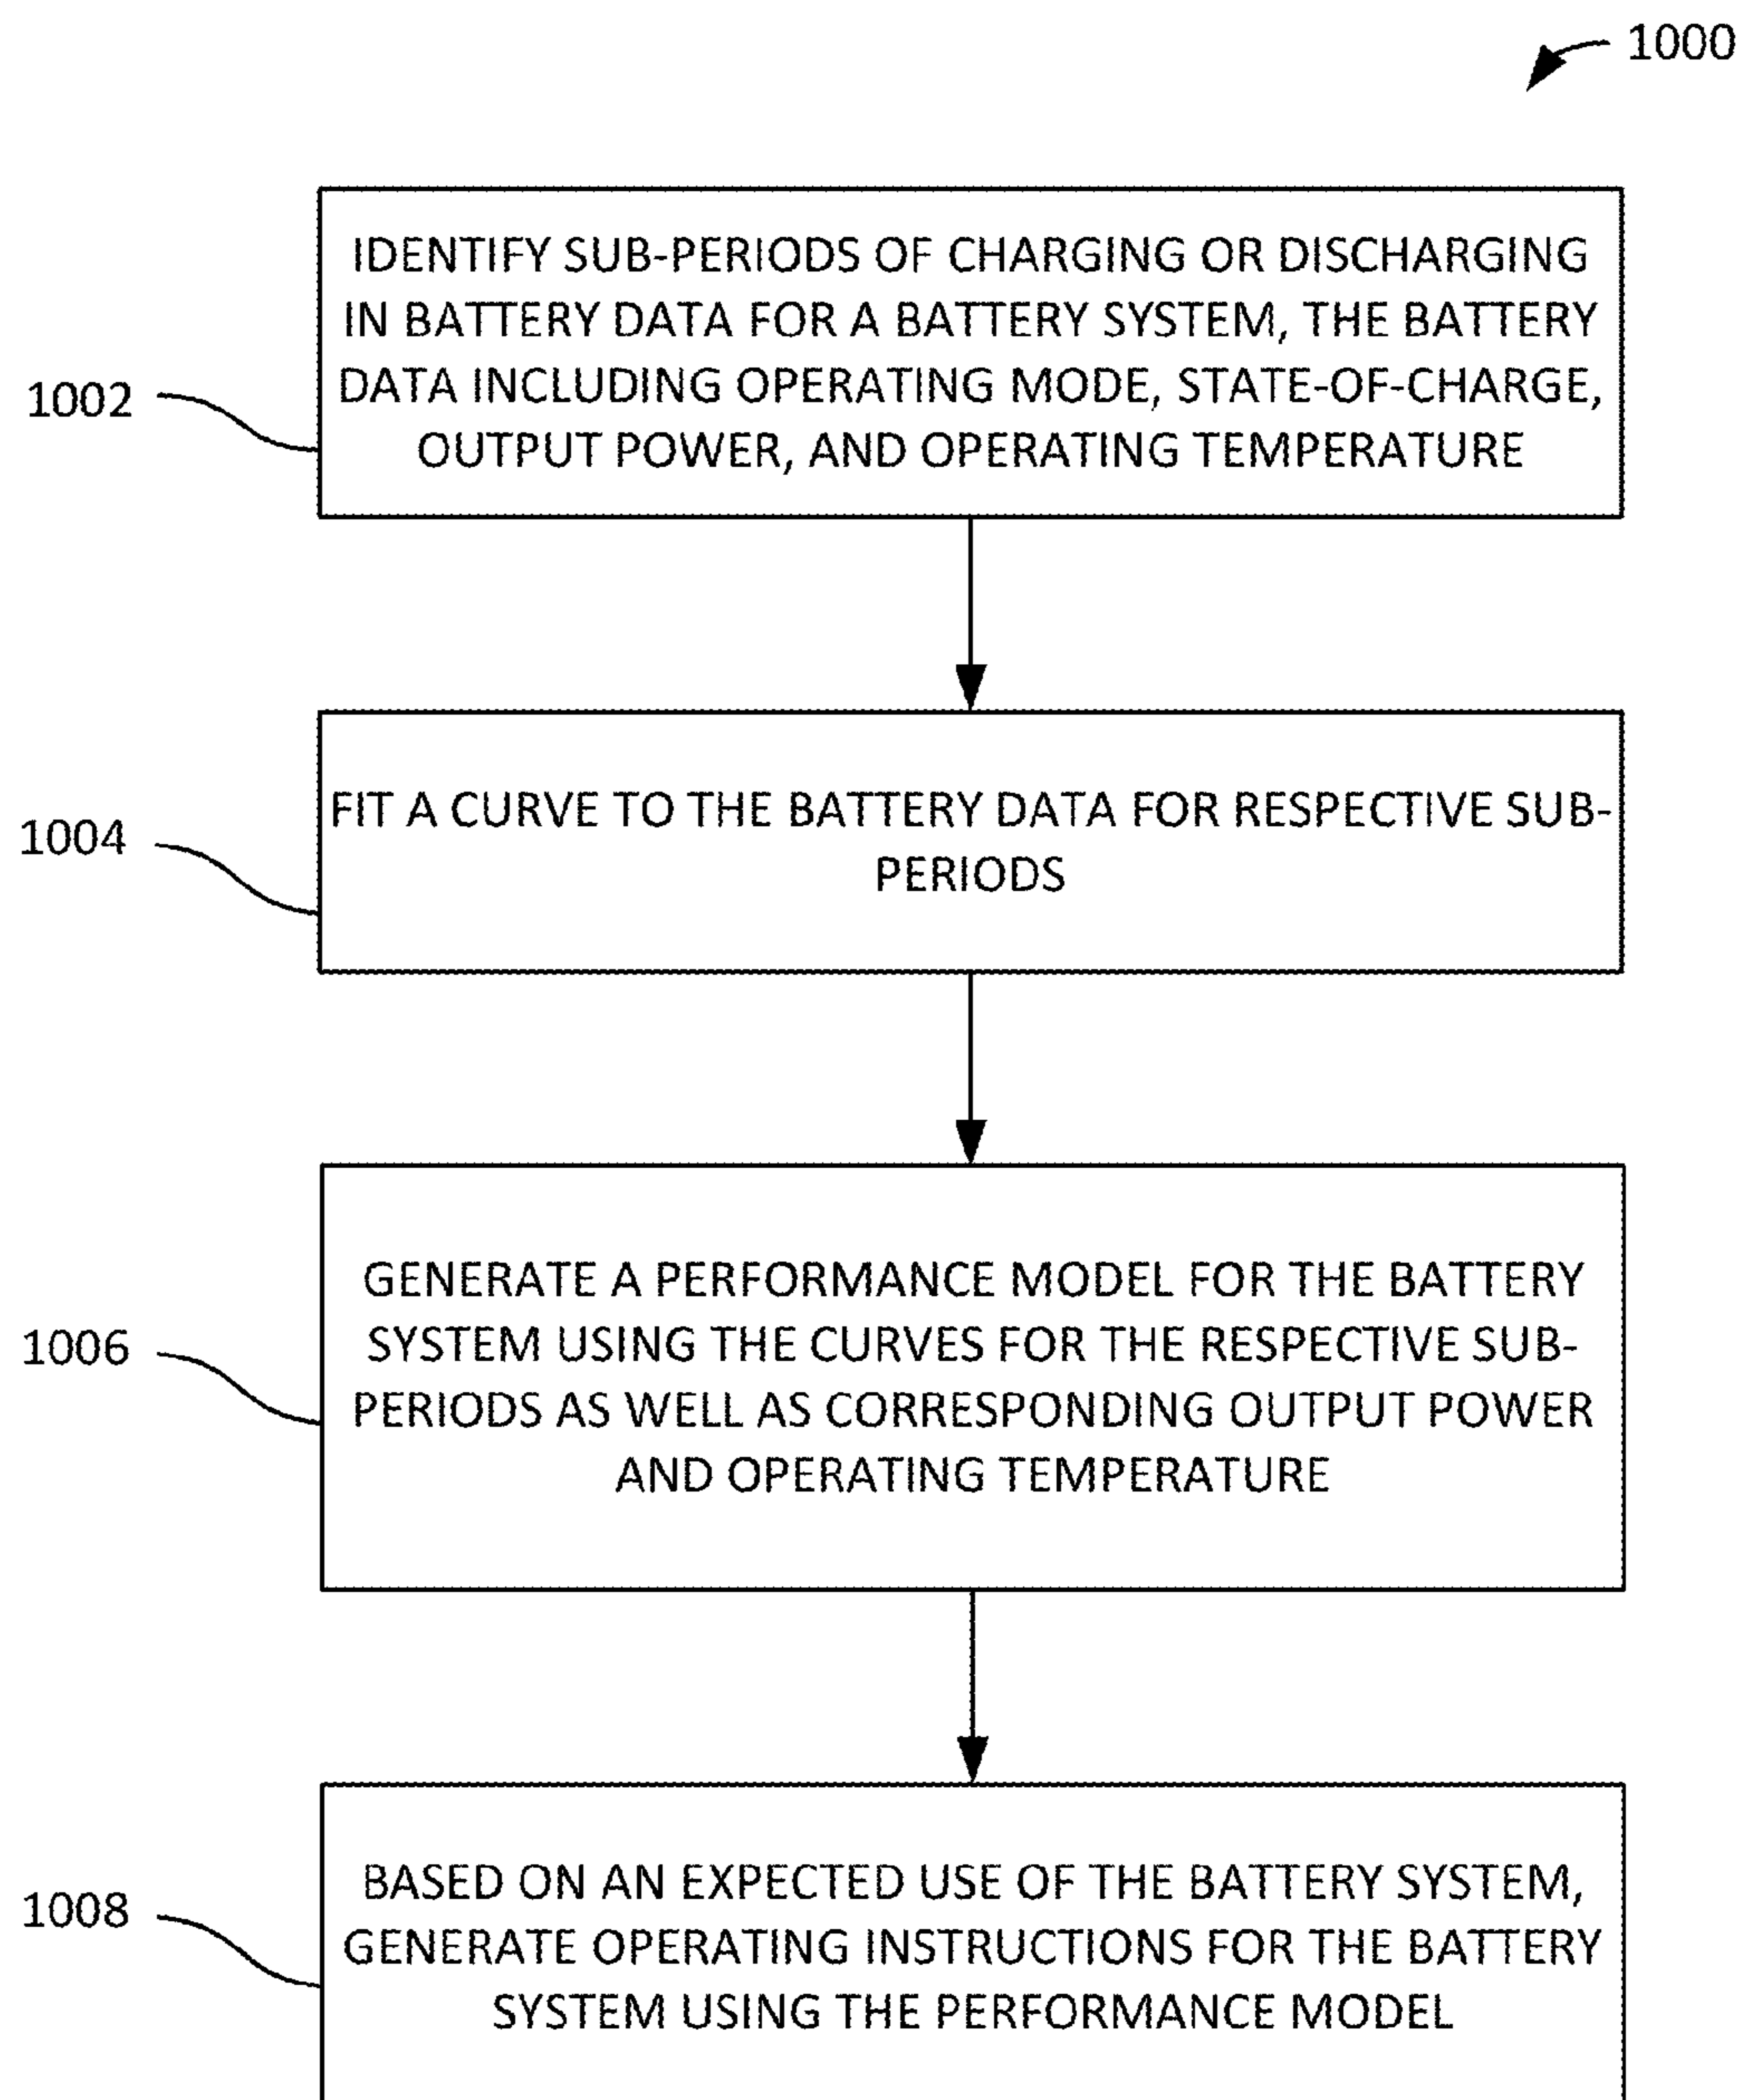 1000
IDENTIFY SUB-PERIODS OF CHARGING OR DISCHARGING
IN BATTERY DATA FOR A BATTERY SYSTEM, THE BATTERY
DATA INCLUDING OPERATING MODE, STATE-OF-CHARGE,
OUTPUT POWER, AND OPERATING TEMPERATURE
1002
FIT A CURVE TO THE BATTERY DATA FOR RESPECTIVE SUB-
PERIODS
1004
GENERATE A PERFORMANCE MODEL FOR THE BATTERY
SYSTEM USING THE CURVES FOR THE RESPECTIVE SUB-
PERIODS AS WELL AS CORRESPONDING OUTPUT POWER
AND OPERATING TEMPERATURE
1006
BASED ON AN EXPECTED USE OF THE BATTERY SYSTEM,
GENERATE OPERATING INSTRUCTIONS FOR THE BATTERY
SYSTEM USING THE PERFORMANCE MODEL
1008